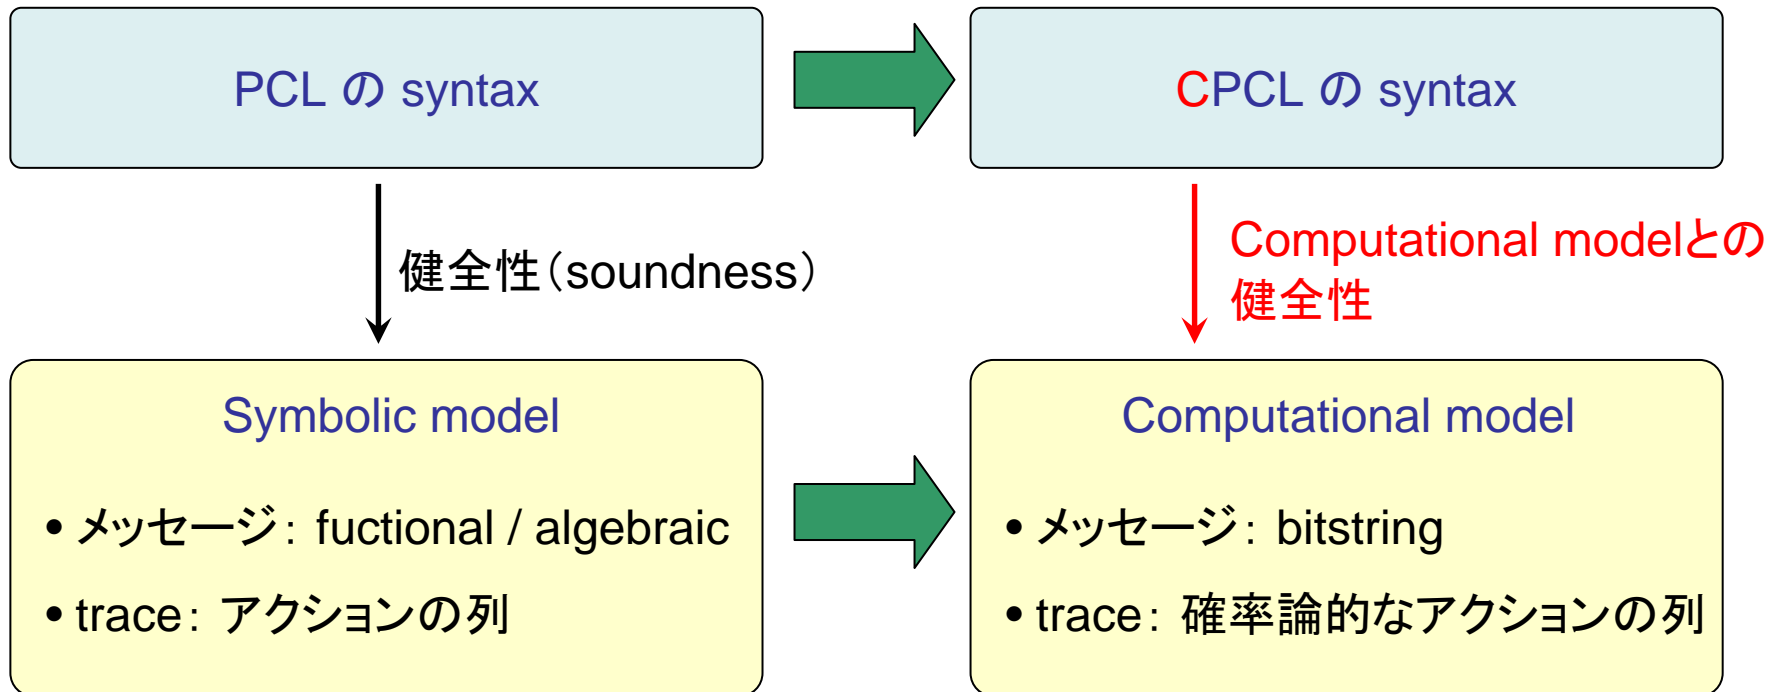 PCL の syntax
CPCL の syntax
健全性（soundness）
Computational modelとの
健全性
Symbolic model
• メッセージ： fuctional / algebraic
• trace： アクションの列
Computational model
• メッセージ： bitstring
• trace： 確率論的なアクションの列